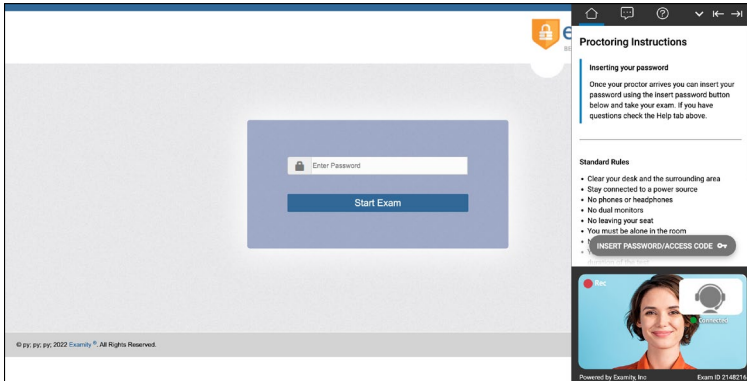 Proctoring Instructions
Inserting your password
Once your proctor arrives you can insert your
password using the insert password button
below and take your exam. If you have
questions check the Help tab above.
Enter Password
Start Exam
Standard Rules
• Clear your desk and the surrounding area
• Stay connected to a power source
• No phones or headphones
• No dual monitors
• No leaving your seat
• You must be alone in the room
INSERT PASSWORD/ACCESS CODE
duration of the test
Rec
Connected
© py; py; py; 2022 Examity ®. All Rights Reserved.
Powered by Examity, Inc
Exam ID 2148216